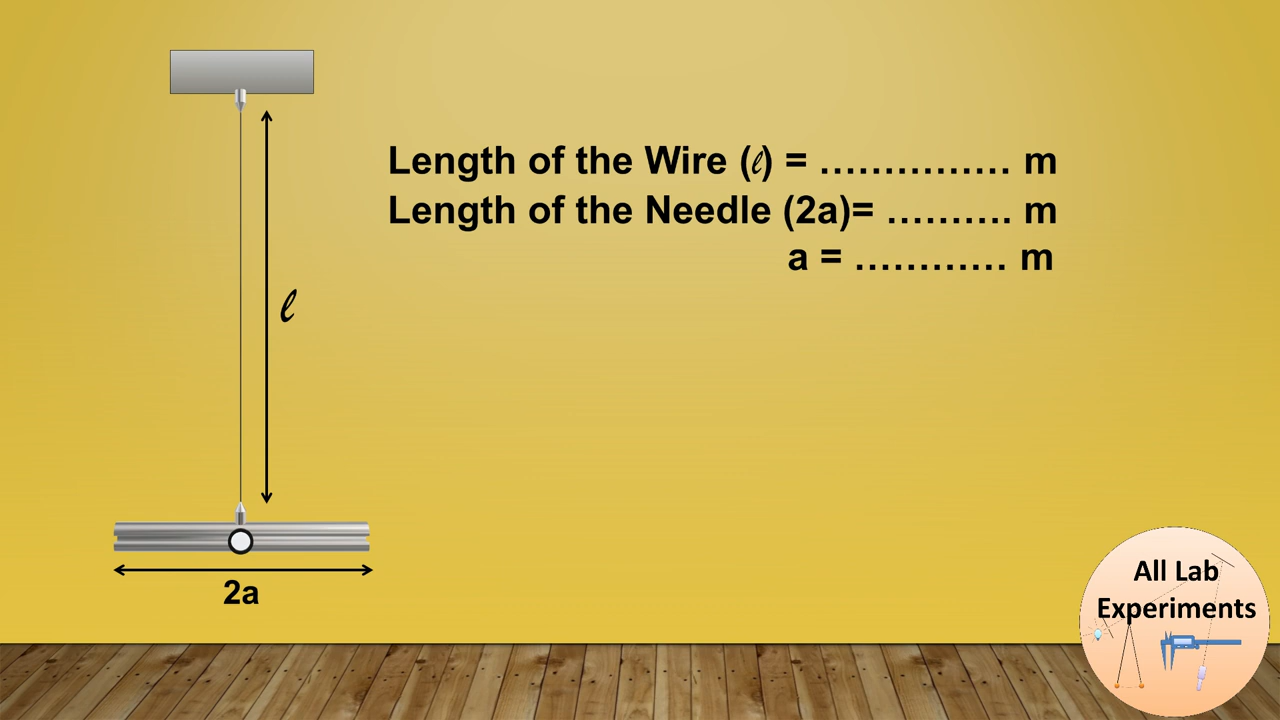 Length of the Wire (ℓ) = …………… m
Length of the Needle (2a)= ………. m
a = ………… m
ℓ
2a
All Lab
Experiments